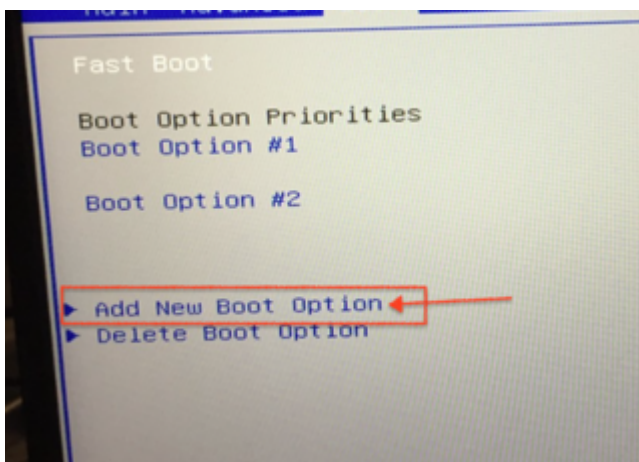 Fast Boot
Boot Option Priorities
Boot Option #1
Boot Option #2
Add New Boot Option
Delete Boot Option